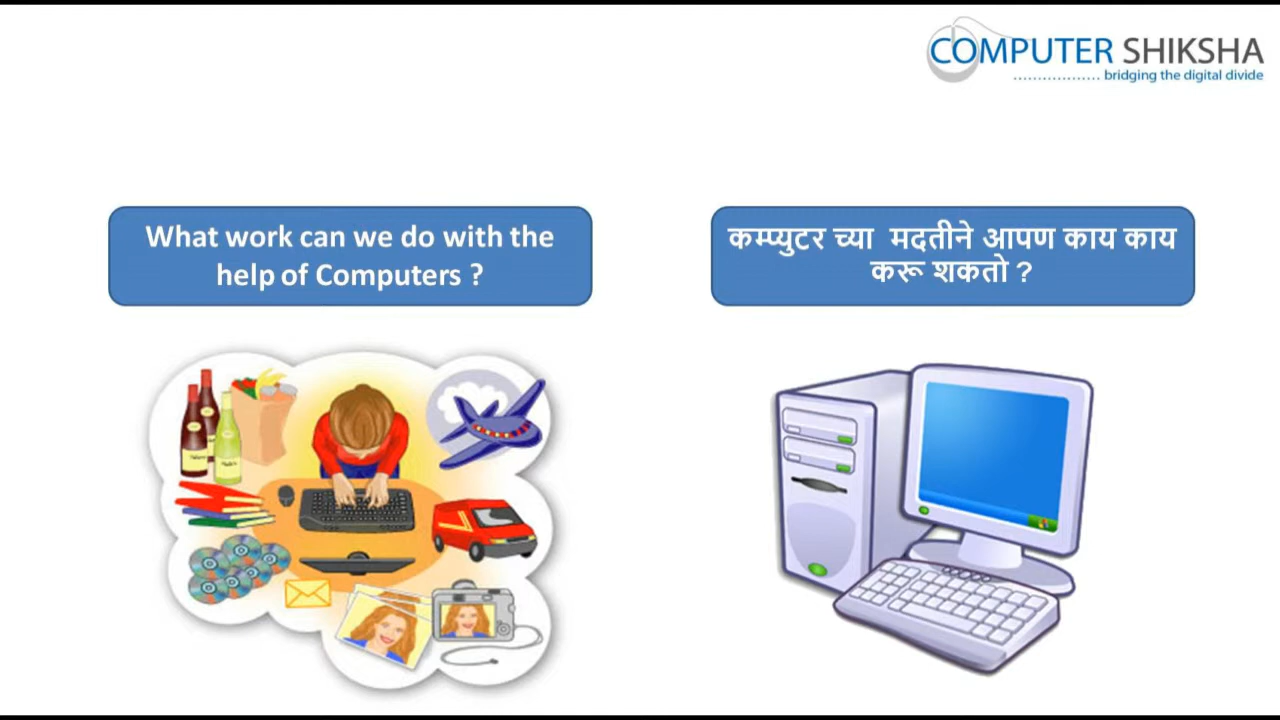 COMPUTER SHIKSHA
bridging the digital divide
What work can we do with the
help of Computers ?
कम्प्युटर च्या मदतीने आपण काय काय
करू शकतो ?